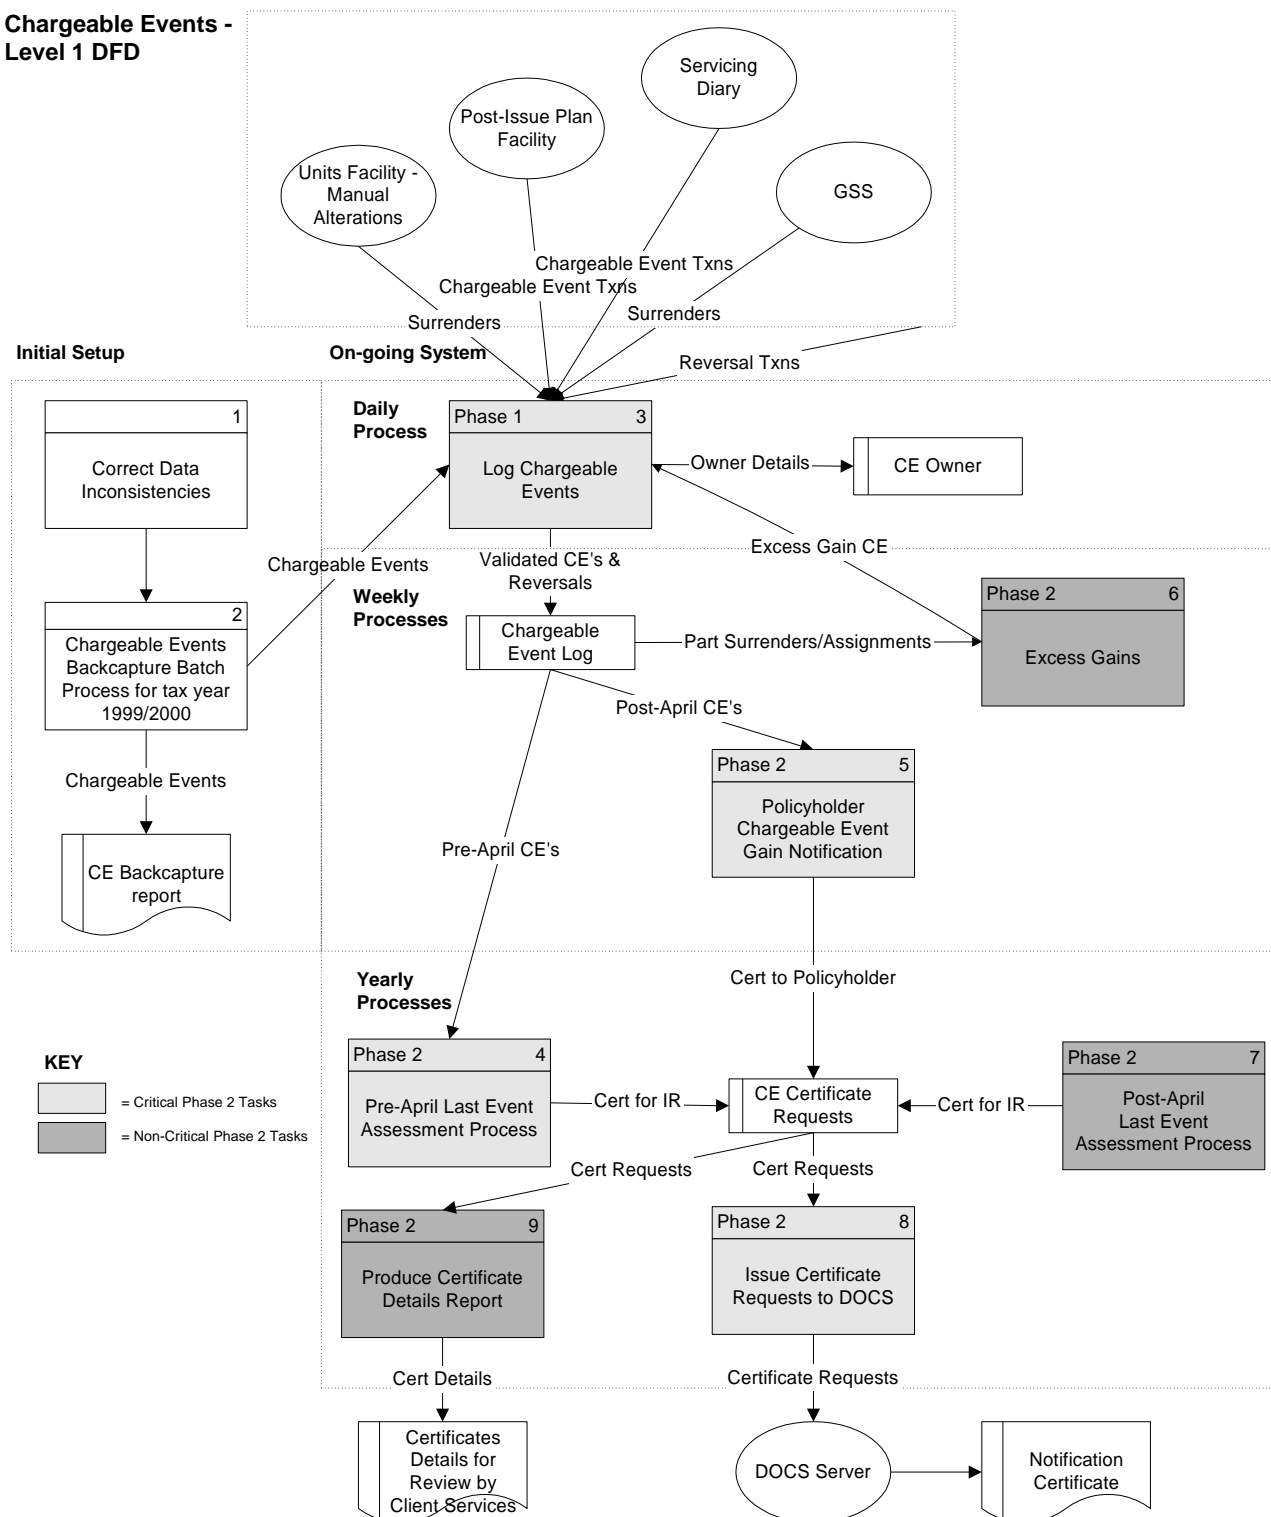 Chargeable Events -
Level 1 DFD
Servicing
Diary
Post-Issue Plan
Facility
Units Facility -
Manual
Alterations
GSS
Chargeable Event Txns
Chargeable Event Txns
Surrenders
Surrenders
Reversal Txns
Initial Setup
On-going System
1
Correct Data
Inconsistencies
Daily
Process
Phase 1 3
Log Chargeable
Events
Owner Details
CE Owner
Excess Gain CE
Chargeable Events
Validated CE's &
Reversals
Weekly
Processes
2
Chargeable Events
Backcapture Batch
Process for tax year
1999/2000
Chargeable
Event Log
Part Surrenders/Assignments
Phase 2 6
Excess Gains
Post-April CE's
Chargeable Events
Phase 2 5
Policyholder
Chargeable Event
Gain Notification
Pre-April CE's
CE Backcapture
report
Yearly
Processes
Cert to Policyholder
KEY
= Critical Phase 2 Tasks
= Non-Critical Phase 2 Tasks
Phase 2 4
Pre-April Last Event
Assessment Process
Cert for IR
CE Certificate
Requests
Cert for IR
Phase 2 7
Post-April
Last Event
Assessment Process
Cert Requests
Cert Requests
Phase 2 9
Produce Certificate
Details Report
Phase 2 8
Issue Certificate
Requests to DOCS
Cert Details
Certificate Requests
Certificates
Details for
Review by
Client Services
DOCS Server
Notification
Certificate